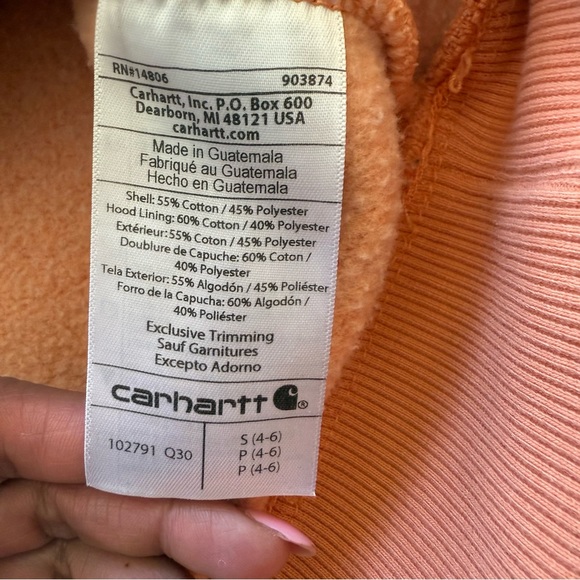 RN#14806 903874
Carhartt, Inc. P.O. Box 600
Dearborn, MI 48121 USA
carhartt.com
Made in Guatemala
Fabriqué au Guatemala
Hecho en Guatemala
Shell: 55% Cotton / 45% Polyester
Hood Lining: 60% Cotton / 40% Polyester
Extérieur: 55% Coton / 45% Polyester
Doublure de Capuche: 60% Coton /
40% Polyester
Tela Exterior: 55% Algodón / 45% Poliéster
Forro de la Capucha: 60% Algodón /
40% Poliéster
Exclusive Trimming
Sauf Garnitures
Excepto Adorno
carhartt ®
102791 Q30
S (4-6)
P (4-6)
P (4-6)